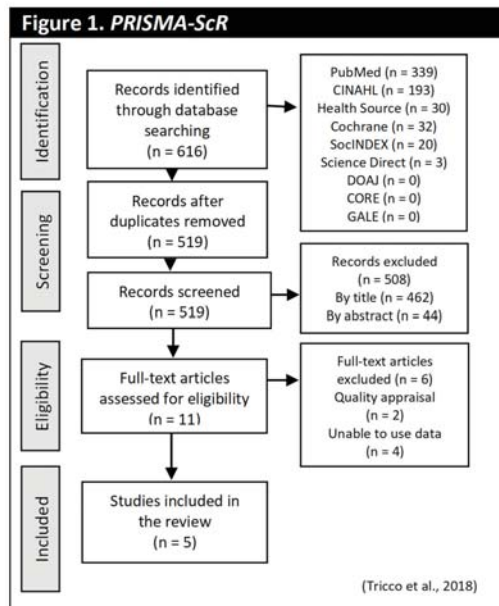 Figure 1. PRISMA-ScR
Identification
Records identified
through database
searching
(n = 616)
PubMed (n = 339)
CINAHL (n = 193)
Health Source (n = 30)
Cochrane (n = 32)
SocINDEX (n = 20)
Science Direct (n = 3)
DOAJ (n = 0)
CORE (n = 0)
GALE (n = 0)
Screening
Records after
duplicates removed
(n = 519)
Records screened
(n = 519)
Records excluded
(n = 508)
By title (n = 462)
By abstract (n = 44)
Eligibility
Full-text articles
assessed for eligibility
(n = 11)
Full-text articles
excluded (n = 6)
Quality appraisal
(n = 2)
Unable to use data
(n = 4)
Included
Studies included in
the review
(n = 5)
(Tricco et al., 2018)